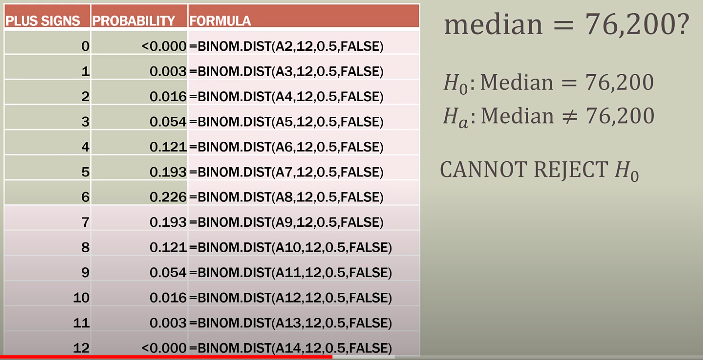 PLUS SIGNS PROBABILITY FORMULA
0 <0.000 =BINOM.DIST(A2,12,0.5,FALSE)
1 0.003 =BINOM.DIST(A3,12,0.5,FALSE)
2 0.016 =BINOM.DIST(A4,12,0.5,FALSE)
3 0.054 =BINOM.DIST(A5,12,0.5,FALSE)
4 0.121 =BINOM.DIST(A6,12,0.5,FALSE)
5 0.193 =BINOM.DIST(A7,12,0.5,FALSE)
6 0.226 =BINOM.DIST(A8,12,0.5,FALSE)
7 0.193 =BINOM.DIST(A9,12,0.5,FALSE)
8 0.121 =BINOM.DIST(A10,12,0.5,FALSE)
9 0.054 =BINOM.DIST(A11,12,0.5,FALSE)
10 0.016 =BINOM.DIST(A12,12,0.5,FALSE)
11 0.003 =BINOM.DIST(A13,12,0.5,FALSE)
12 <0.000 =BINOM.DIST(A14,12,0.5,FALSE)
median = 76,200?
H₀: Median = 76,200
Hₐ: Median ≠ 76,200
CANNOT REJECT H₀